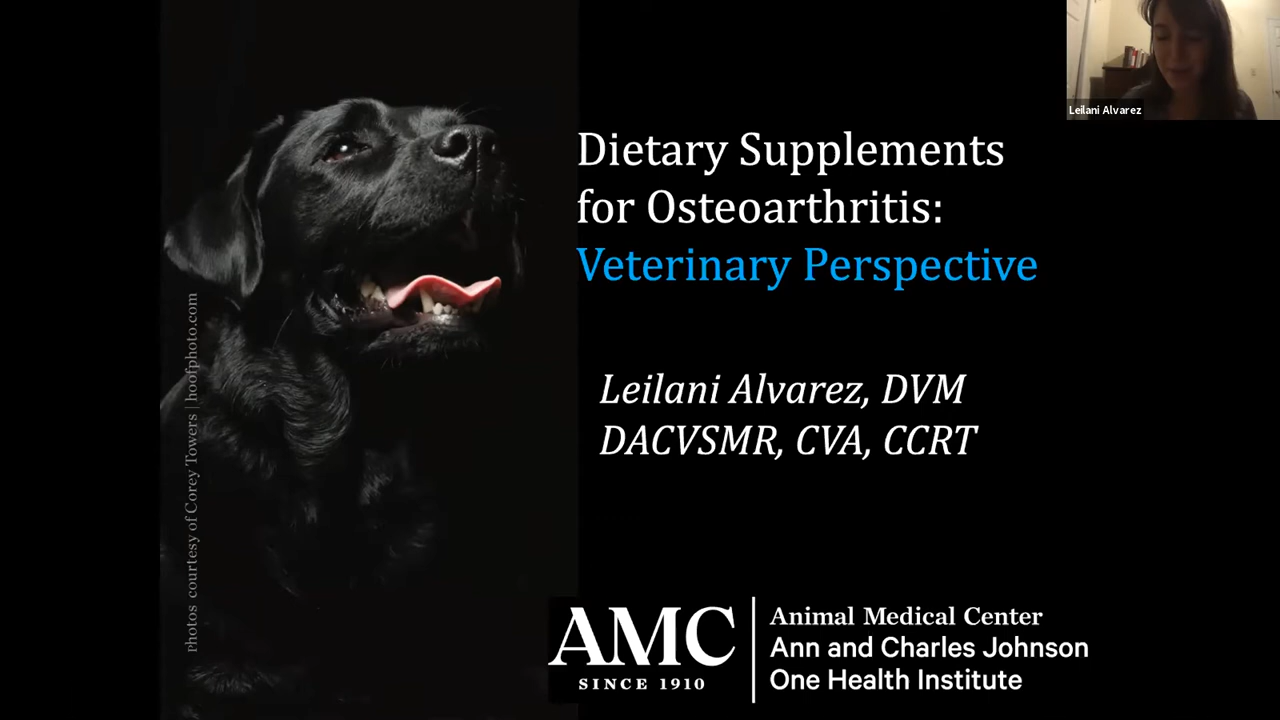 Leilani Alvarez
Dietary Supplements
for Osteoarthritis:
Veterinary Perspective
Leilani Alvarez, DVM
DACVSMR, CVA, CCRT
Photos courtesy of Corey Towers | hoofphoto.com
AMC
SINCE 1910
Animal Medical Center
Ann and Charles Johnson
One Health Institute